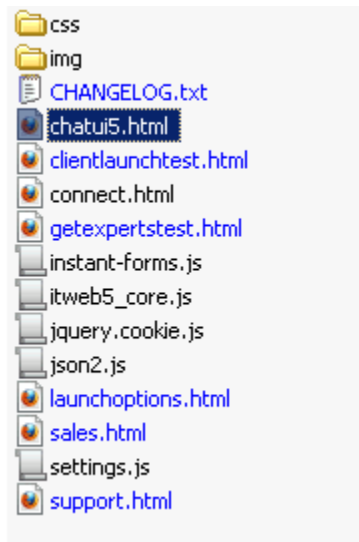 css
img
CHANGELOG.txt
chatui5.html
clientlaunchtest.html
connect.html
getexpertstest.html
instant-forms.js
itweb5_core.js
jquery.cookie.js
json2.js
launchoptions.html
sales.html
settings.js
support.html